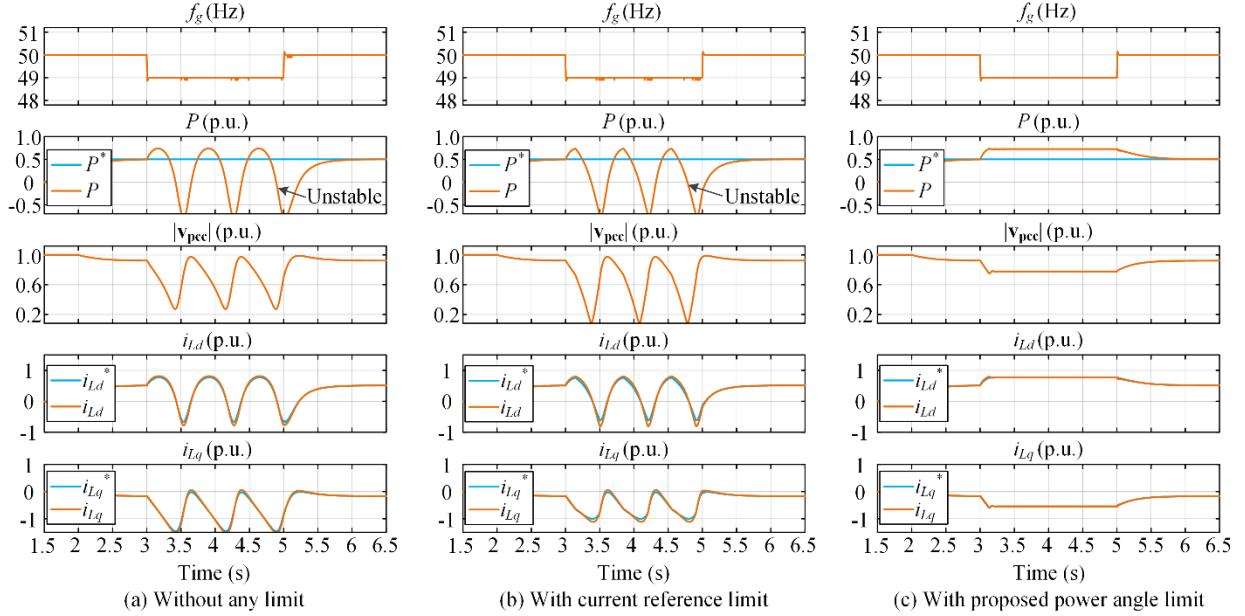 f_g (Hz)
51
50
49
48
P (p.u.)
1.0
0.5
0
-0.5
P*
P
Unstable
|v_pcc| (p.u.)
1.0
0.6
0.2
i_Ld (p.u.)
1
0
-1
i_Ld*
i_Ld
i_Lq (p.u.)
1
0
-1
i_Lq*
i_Lq
1.5 2 2.5 3 3.5 4 4.5 5 5.5 6 6.5
Time (s)
(a) Without any limit
f_g (Hz)
51
50
49
48
P (p.u.)
1.0
0.5
0
-0.5
P*
P
Unstable
|v_pcc| (p.u.)
1.0
0.6
0.2
i_Ld (p.u.)
1
0
-1
i_Ld*
i_Ld
i_Lq (p.u.)
1
0
-1
i_Lq*
i_Lq
1.5 2 2.5 3 3.5 4 4.5 5 5.5 6 6.5
Time (s)
(b) With current reference limit
f_g (Hz)
51
50
49
48
P (p.u.)
1.0
0.5
0
-0.5
P*
P
|v_pcc| (p.u.)
1.0
0.6
0.2
i_Ld (p.u.)
1
0
-1
i_Ld*
i_Ld
i_Lq (p.u.)
1
0
-1
i_Lq*
i_Lq
1.5 2 2.5 3 3.5 4 4.5 5 5.5 6 6.5
Time (s)
(c) With proposed power angle limit